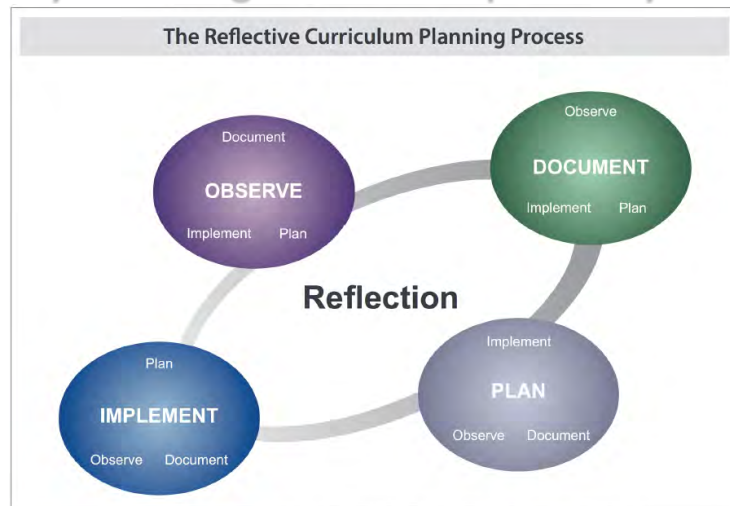 The Reflective Curriculum Planning Process
Document
OBSERVE
Implement Plan
Observe
DOCUMENT
Implement Plan
Reflection
Implement
PLAN
Observe Document
Plan
IMPLEMENT
Observe Document